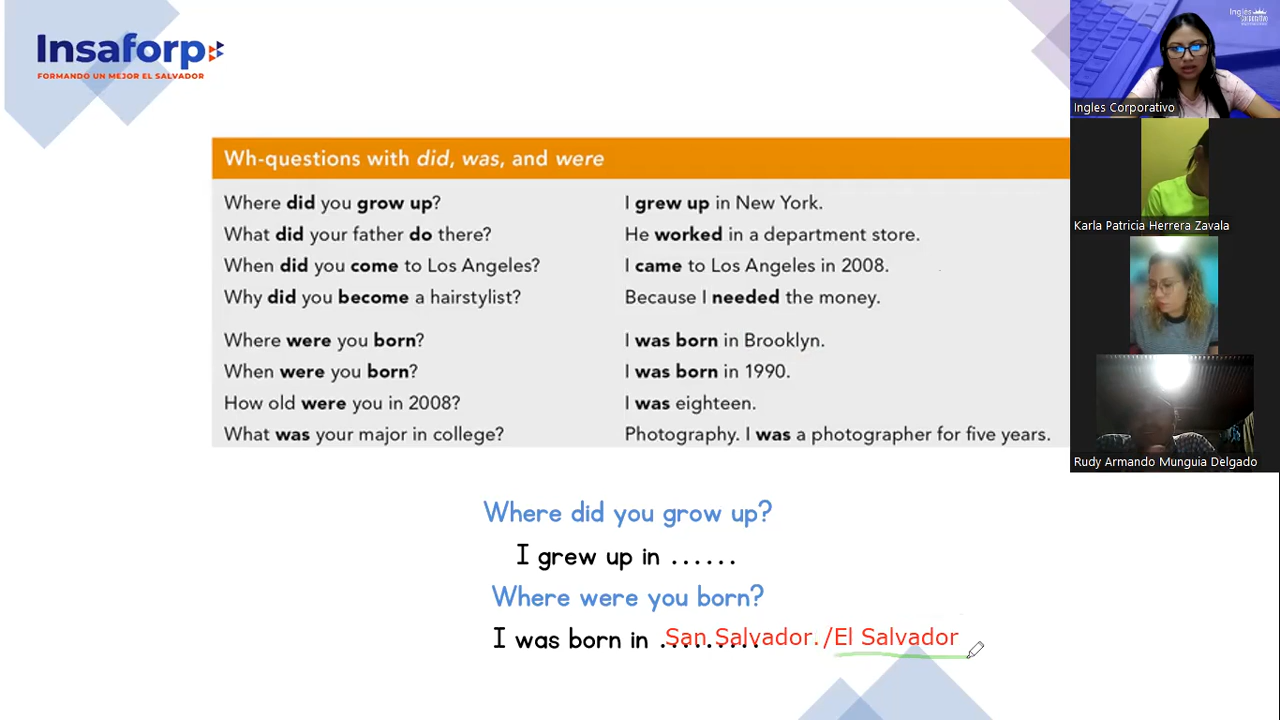 Insaforp
FORMANDO UN MEJOR EL SALVADOR
Wh-questions with did, was, and were
Where did you grow up? I grew up in New York.
What did your father do there? He worked in a department store.
When did you come to Los Angeles? I came to Los Angeles in 2008.
Why did you become a hairstylist? Because I needed the money.
Where were you born? I was born in Brooklyn.
When were you born? I was born in 1990.
How old were you in 2008? I was eighteen.
What was your major in college? Photography. I was a photographer for five years.
Where did you grow up?
I grew up in ......
Where were you born?
I was born in ......... San Salvador. /El Salvador
Ingles Corporativo
Ingles Corporativo
Karla Patricia Herrera Zavala
Rudy Armando Munguia Delgado